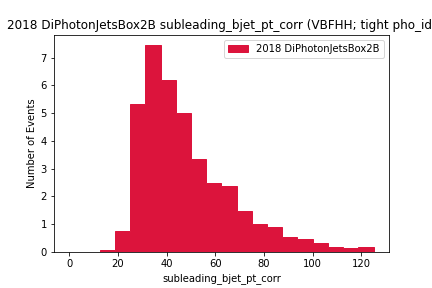 2018 DiPhotonJetsBox2B subleading_bjet_pt_corr (VBFHH; tight pho_id
2018 DiPhotonJetsBox2B
7
6
5
4
3
2
1
0
Number of Events
0 20 40 60 80 100 120
subleading_bjet_pt_corr